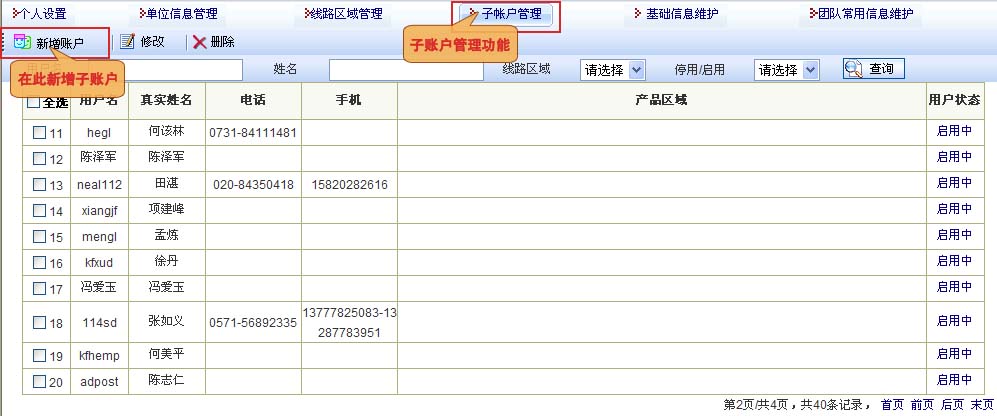 个人设置 单位信息管理 线路区域管理 子帐户管理 基础信息维护 团队常用信息维护
新增账户 修改 删除
子账户管理功能
在此新增子账户
姓名 线路区域 请选择 停用/启用 请选择 查询
全选 用户名 真实姓名 电话 手机 产品区域 用户状态
11 hegl 何该林 0731-84111481 启用中
12 陈泽军 陈泽军 启用中
13 neal112 田湛 020-84350418 15820282616 启用中
14 xiangjf 项建峰 启用中
15 mengl 孟炼 启用中
16 kfxud 徐丹 启用中
17 冯爱玉 冯爱玉 启用中
18 114sd 张如义 0571-56892335 13777825083-13
287783951 启用中
19 kfhemp 何美平 启用中
20 adpost 陈志仁 启用中
第2页/共4页，共40条记录， 首页 前页 后页 末页